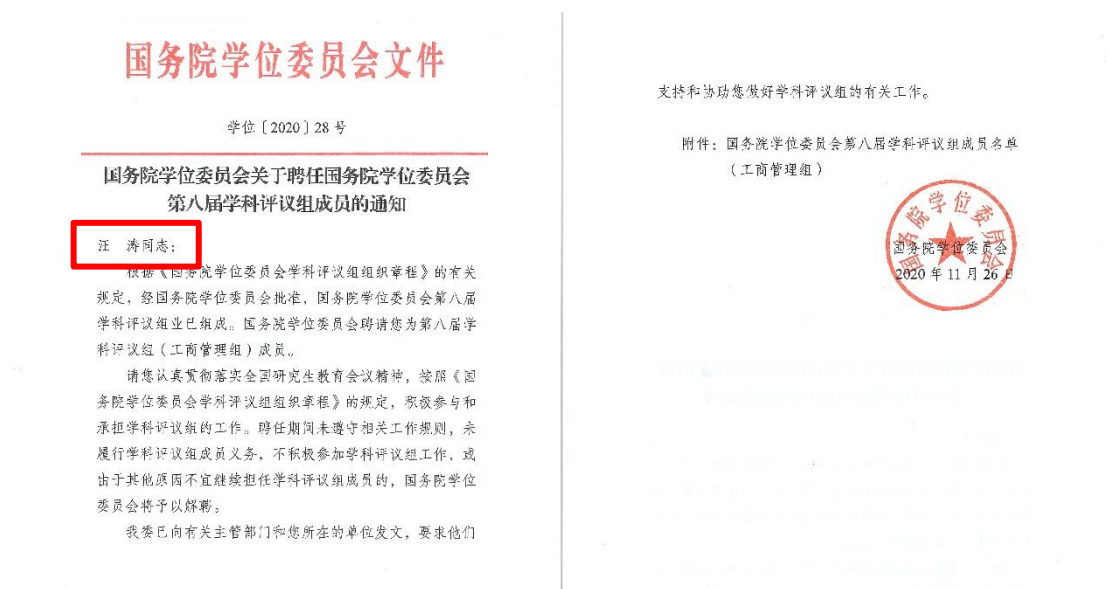 国务院学位委员会文件
学位〔2020〕28号
国务院学位委员会关于聘任国务院学位委员会
第八届学科评议组成员的通知
汪 涛同志:
根据《国务院学位委员会学科评议组组织章程》的有关
规定，经国务院学位委员会批准，国务院学位委员会第八届
学科评议组业已组成。国务院学位委员会聘请您为第八届学
科评议组（工商管理组）成员。
请您认真贯彻落实全国研究生教育会议精神，按照《国
务院学位委员会学科评议组组织章程》的规定，积极参与和
承担学科评议组的工作。聘任期间未遵守相关工作规则，未
履行学科评议组成员义务，不积极参加学科评议组工作，或
由于其他原因不宜继续担任学科评议组成员的，国务院学位
委员会将予以解聘。
我委已向有关主管部门和您所在的单位发文，要求他们
支持和协助您做好学科评议组的有关工作。
附件：国务院学位委员会第八届学科评议组成员名单
（工商管理组）
国务院学位委员会
国务院学位委员会
2020年11月26日